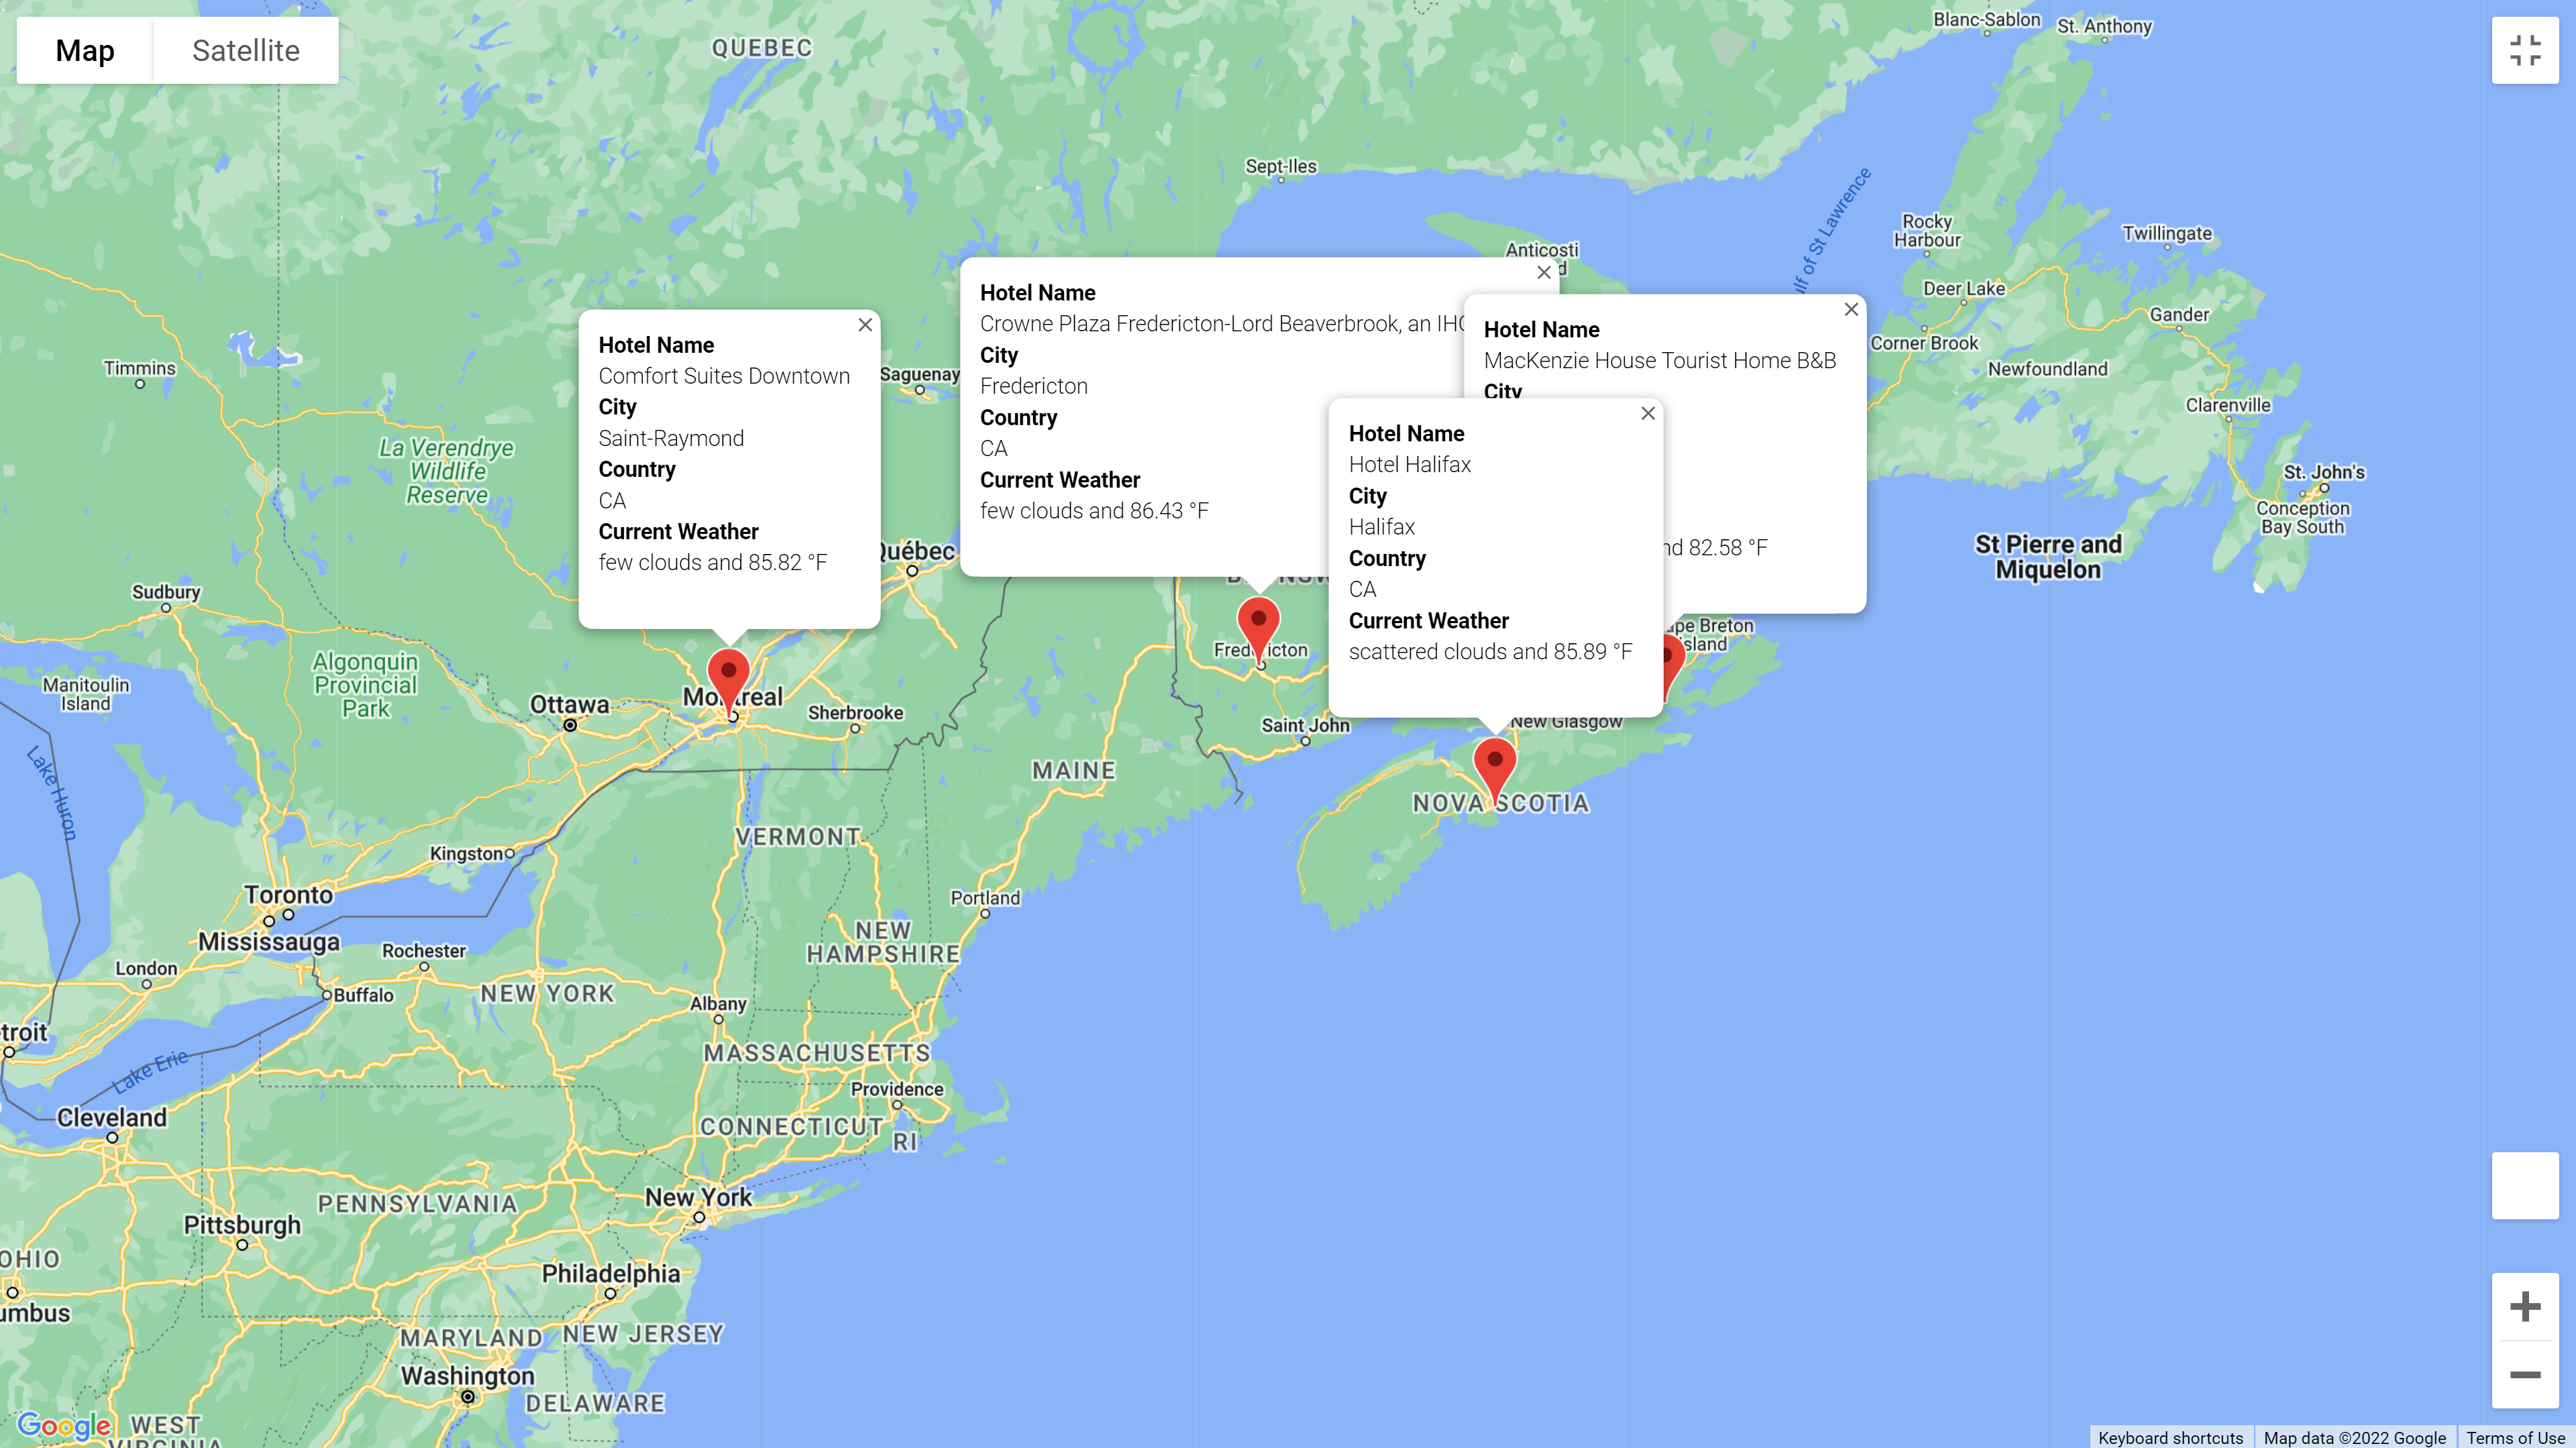 Map
Satellite
QUEBEC
Blanc-Sablon
St. Anthony
Sept-Iles
Gulf of St Lawrence
Rocky
Harbour
Twillingate
Anticosti
Deer Lake
Gander
Corner Brook
Newfoundland
Clarenville
St. John's
Conception
Bay South
St Pierre and
Miquelon
Timmins
Saguenay
La Verendrye
Wildlife
Reserve
Hotel Name
Comfort Suites Downtown
City
Saint-Raymond
Country
CA
Current Weather
few clouds and 85.82 °F
Hotel Name
Crowne Plaza Fredericton-Lord Beaverbrook, an
City
Fredericton
Country
CA
Current Weather
few clouds and 86.43 °F
Hotel Name
MacKenzie House Tourist Home B&B
City
82.58 °F
Hotel Name
Hotel Halifax
City
Halifax
Country
CA
Current Weather
scattered clouds and 85.89 °F
Québec
Sudbury
Algonquin
Provincial
Park
Manitoulin
Island
Ottawa
Montreal
Sherbrooke
Fredericton
Saint John
Breton
Island
New Glasgow
NOVA SCOTIA
MAINE
Lake Huron
VERMONT
Kingston
Toronto
Mississauga
Portland
NEW
HAMPSHIRE
Rochester
London
Buffalo
NEW YORK
Albany
MASSACHUSETTS
Lake Erie
Providence
Cleveland
CONNECTICUT
RI
PENNSYLVANIA
New York
Pittsburgh
OHIO
Philadelphia
MARYLAND
NEW JERSEY
Washington
DELAWARE
Google
WEST
VIRGINIA
Keyboard shortcuts
Map data ©2022 Google
Terms of Use